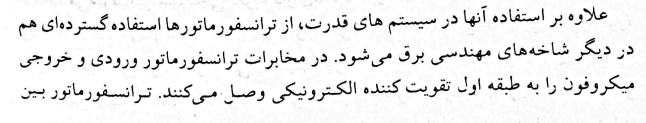 علاوه بر استفاده آنها در سیستم های قدرت، از ترانسفورماتورها استفاده گسترده‌ای هم
در دیگر شاخه‌های مهندسی برق می‌شود. در مخابرات ترانسفورماتور ورودی و خروجی
میکروفون را به طبقه اول تقویت کننده الکترونیکی وصل می‌کنند. ترانسفورماتور بین